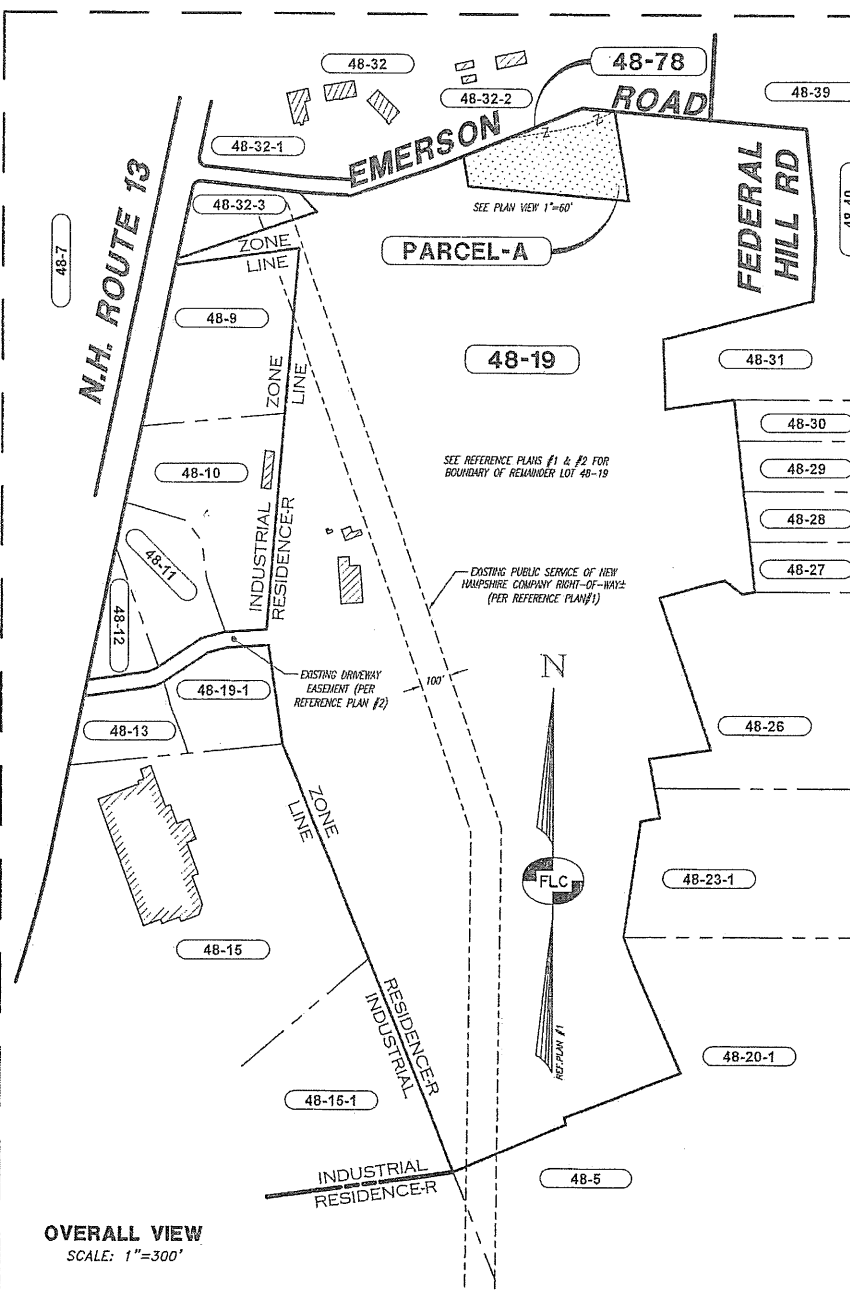 48-32
48-78
48-39
48-32-2
ROAD
EMERSON
48-32-1
N.H. ROUTE 13
48-7
48-32-3
ZONE
LINE
SEE PLAN VIEW 1"=60'
PARCEL-A
FEDERAL
HILL RD
48-40
48-9
ZONE
LINE
48-19
48-31
48-30
48-10
SEE REFERENCE PLANS #1 & #2 FOR
BOUNDARY OF REMAINDER LOT 48-19
48-29
48-28
48-11
INDUSTRIAL
RESIDENCE-R
EXISTING PUBLIC SERVICE OF NEW
HAMPSHIRE COMPANY RIGHT-OF-WAY±
(PER REFERENCE PLAN#1)
48-27
48-12
48-19-1
EXISTING DRIVEWAY
EASEMENT (PER
REFERENCE PLAN #2)
100'
N
48-13
48-26
ZONE
LINE
FLC
48-23-1
48-15
RESIDENCE-R
INDUSTRIAL
REF.PLAN #1
48-20-1
48-15-1
INDUSTRIAL
RESIDENCE-R
48-5
OVERALL VIEW
SCALE: 1"=300'